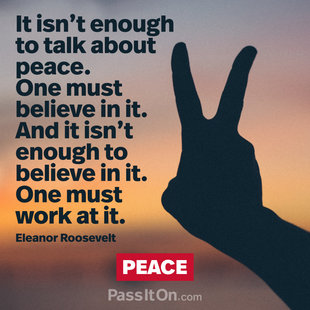 It isn't enough
to talk about
peace.
One must
believe in it.
And it isn't
enough to
believe in it.
One must
work at it.
Eleanor Roosevelt
PEACE
PassItOn.com